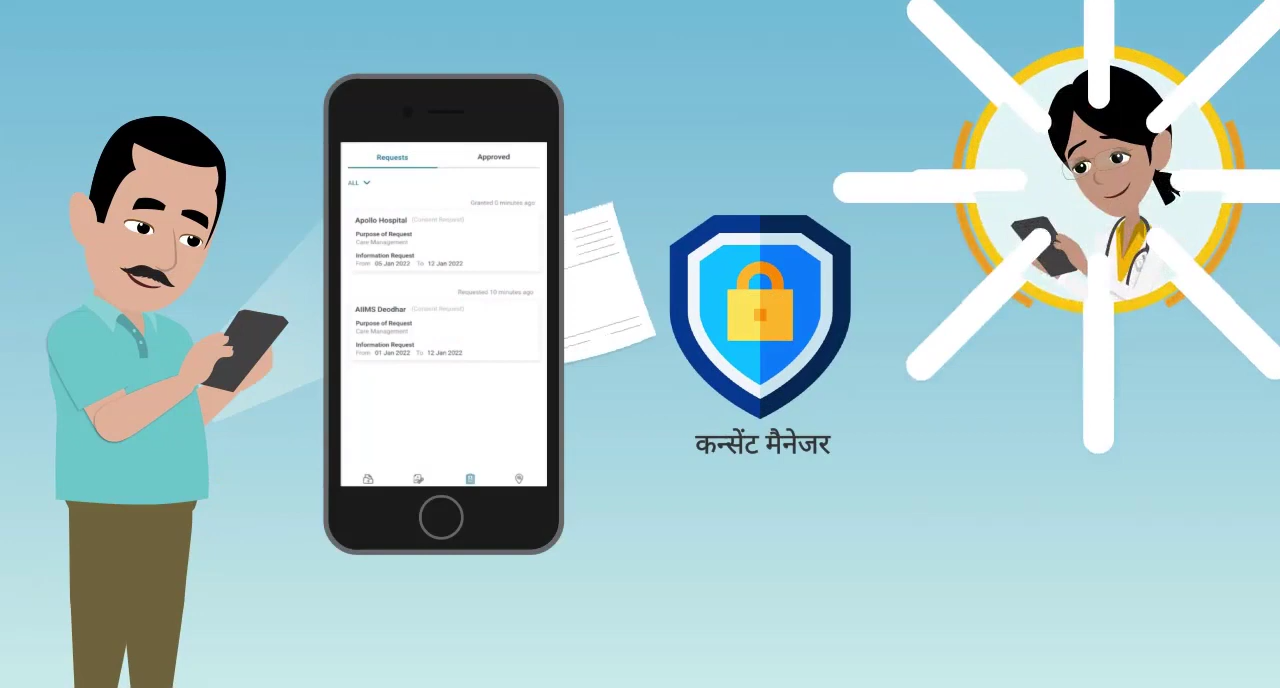 Requests
Approved
ALL
Granted 0 minutes ago
Apollo Hospital (Consent Request)
Purpose of Request
Care Management
Information Request
From 05 Jan 2022 To 12 Jan 2022
Requested 10 minutes ago
AIIMS Deodhar (Consent Request)
Purpose of Request
Care Management
Information Request
From 01 Jan 2022 To 12 Jan 2022
कन्सेंट मैनेजर